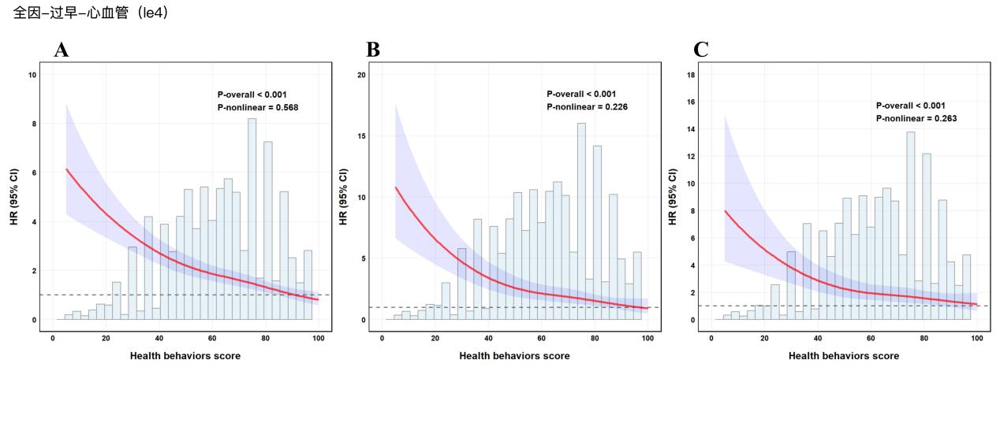 全因–过早–心血管（le4）
A
P-overall < 0.001
P-nonlinear = 0.568
HR (95% CI)
10
8
6
4
2
0
0 20 40 60 80 100
Health behaviors score
B
P-overall < 0.001
P-nonlinear = 0.226
HR (95% CI)
20
15
10
5
0
0 20 40 60 80 100
Health behaviors score
C
P-overall < 0.001
P-nonlinear = 0.263
HR (95% CI)
18
16
14
12
10
8
6
4
2
0
0 20 40 60 80 100
Health behaviors score